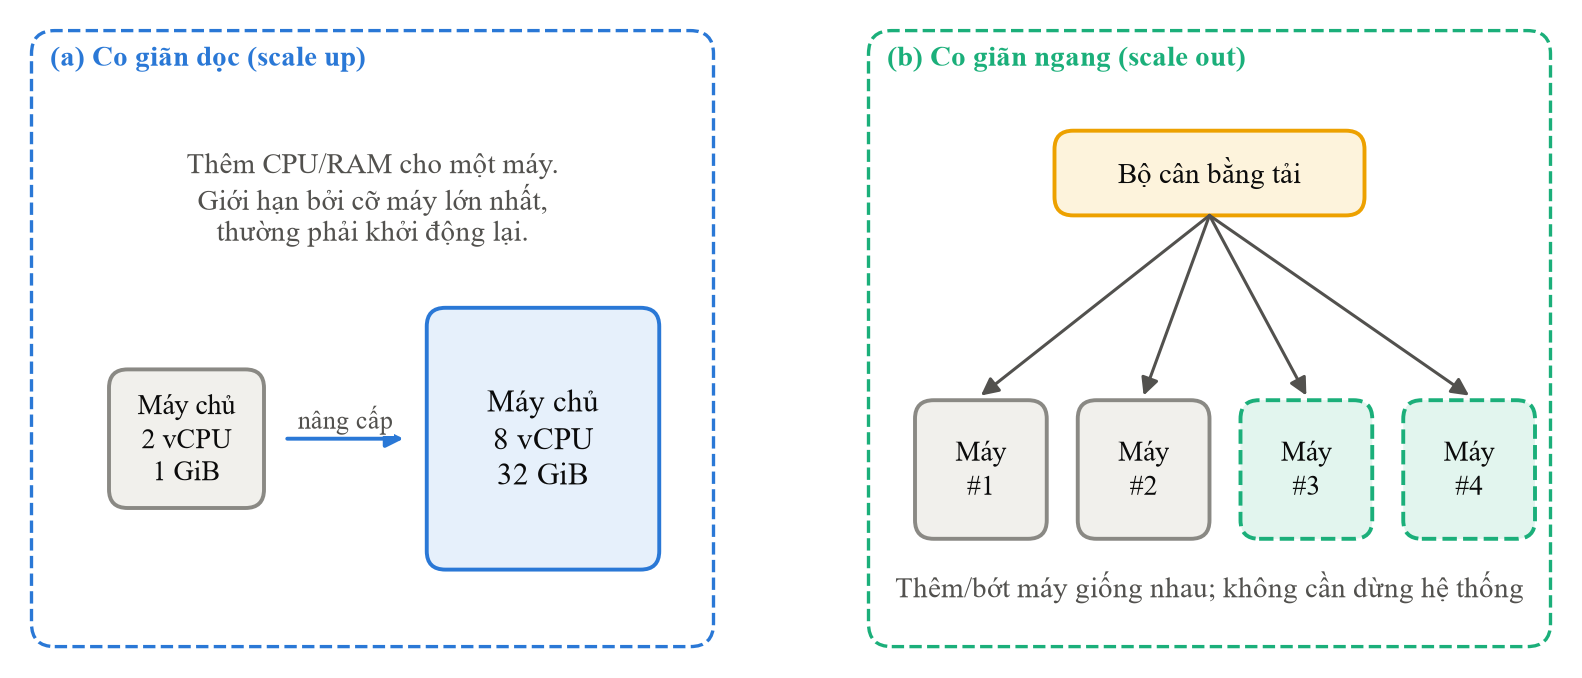 (a) Co giãn dọc (scale up)
Thêm CPU/RAM cho một máy.
Giới hạn bởi cỡ máy lớn nhất,
thường phải khởi động lại.
Máy chủ
2 vCPU
1 GiB
nâng cấp
Máy chủ
8 vCPU
32 GiB
(b) Co giãn ngang (scale out)
Bộ cân bằng tải
Máy
#1
Máy
#2
Máy
#3
Máy
#4
Thêm/bớt máy giống nhau; không cần dừng hệ thống